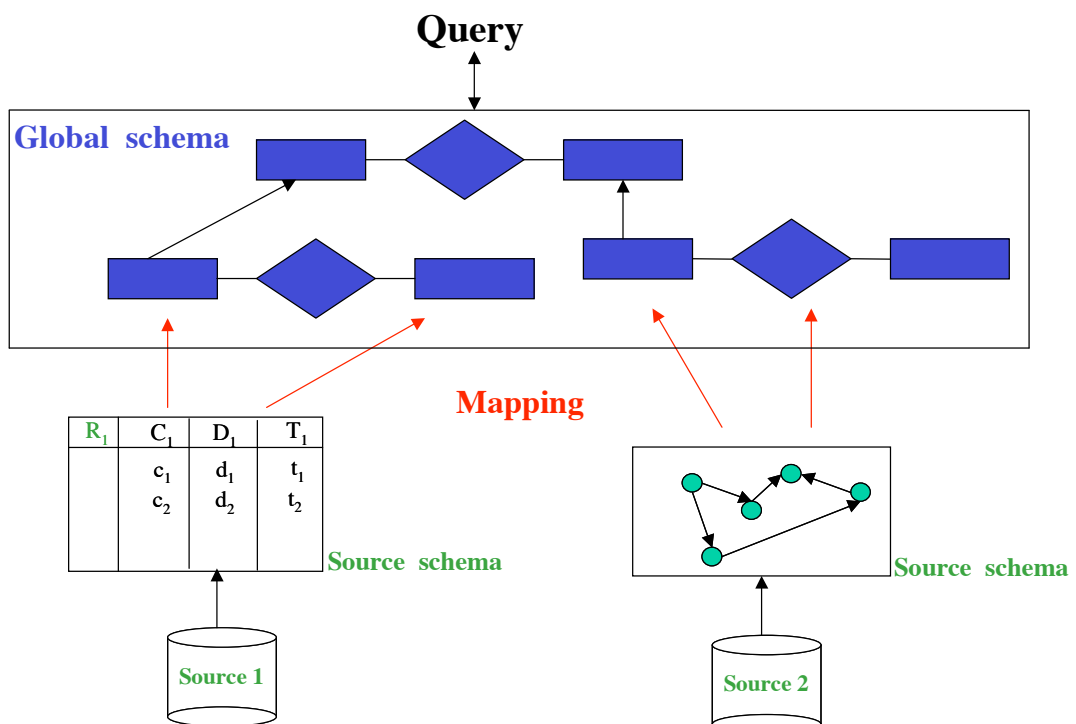 Query
Global schema
Mapping
R₁ C₁ D₁ T₁
c₁ d₁ t₁
c₂ d₂ t₂
Source schema
Source schema
Source 1
Source 2